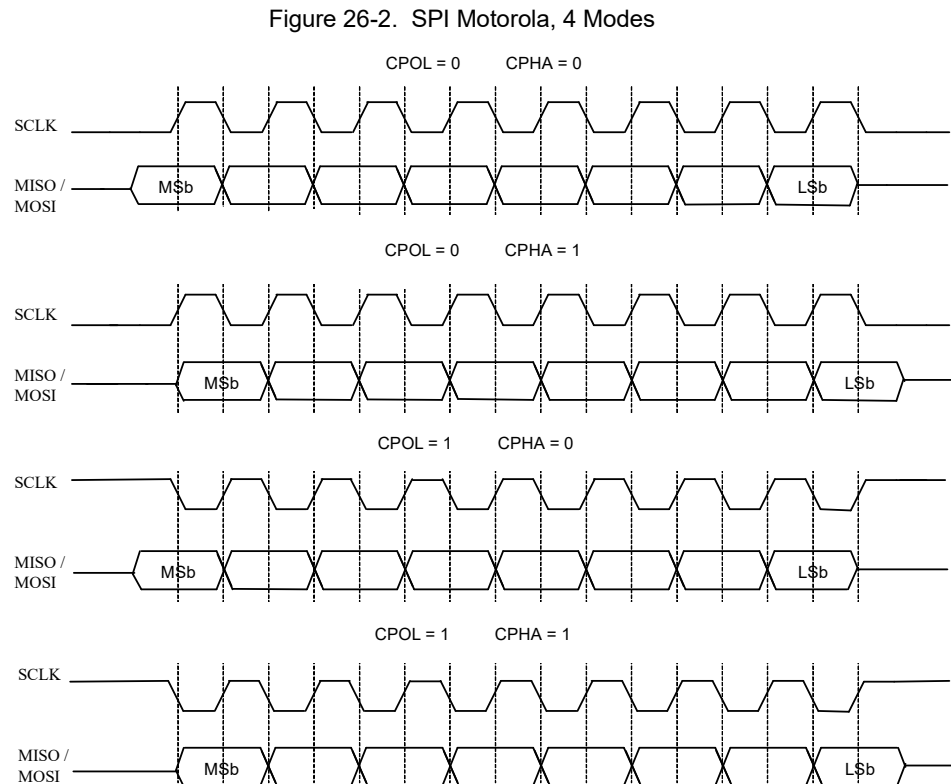 Figure 26-2. SPI Motorola, 4 Modes
CPOL = 0 CPHA = 0
SCLK
MISO /
MOSI
MSb LSb
CPOL = 0 CPHA = 1
SCLK
MISO /
MOSI
MSb LSb
CPOL = 1 CPHA = 0
SCLK
MISO /
MOSI
MSb LSb
CPOL = 1 CPHA = 1
SCLK
MISO /
MOSI
MSb LSb